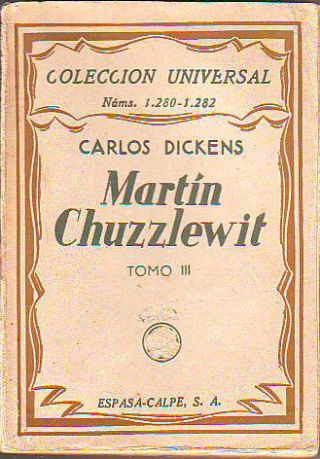 COLECCION UNIVERSAL
Núms. 1.280-1.282
CARLOS DICKENS
Martín
Chuzzlewit
TOMO III
ESPASA-CALPE, S. A.